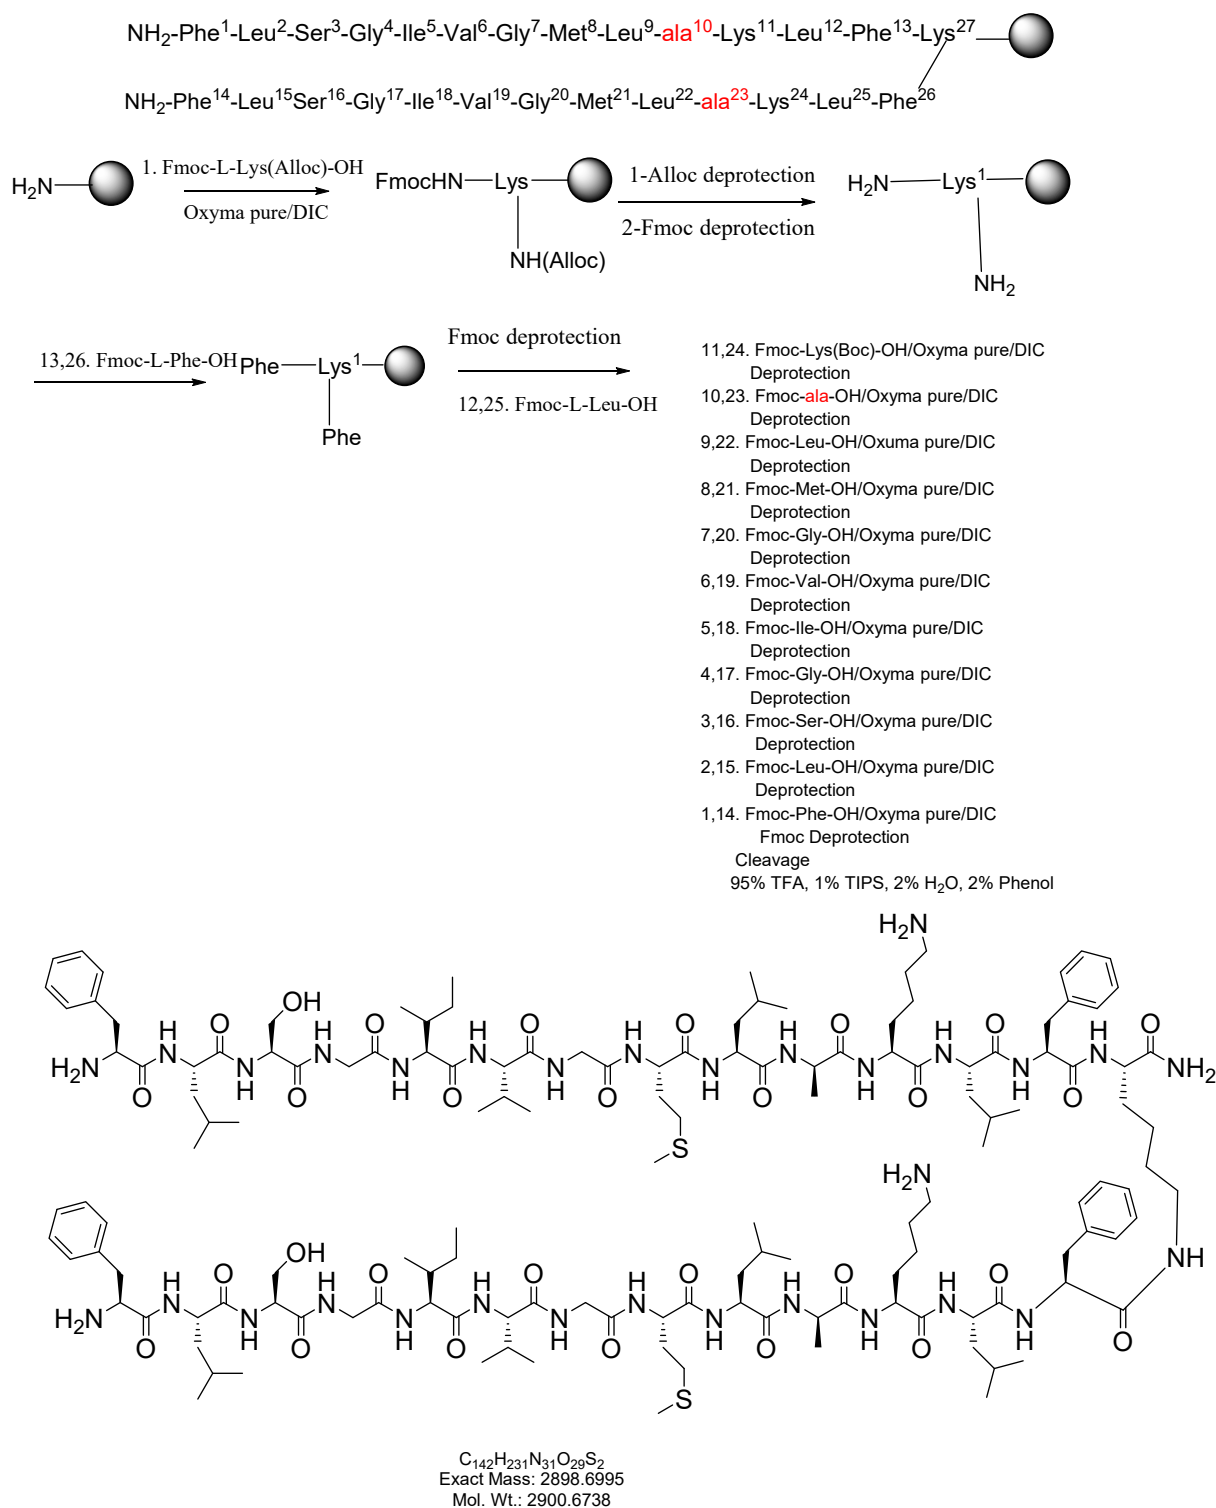 NH2-Phe1-Leu2-Ser3-Gly4-Ile5-Val6-Gly7-Met8-Leu9-ala10-Lys11-Leu12-Phe13-Lys27
NH2-Phe14-Leu15Ser16-Gly17-Ile18-Val19-Gly20-Met21-Leu22-ala23-Lys24-Leu25-Phe26
H2N
1. Fmoc-L-Lys(Alloc)-OH
Oxyma pure/DIC
FmocHN Lys
NH(Alloc)
1-Alloc deprotection
2-Fmoc deprotection
H2N Lys1
NH2
13,26. Fmoc-L-Phe-OH
Phe Lys1
Phe
Fmoc deprotection
12,25. Fmoc-L-Leu-OH
11,24. Fmoc-Lys(Boc)-OH/Oxyma pure/DIC
Deprotection
10,23. Fmoc-ala-OH/Oxyma pure/DIC
Deprotection
9,22. Fmoc-Leu-OH/Oxuma pure/DIC
Deprotection
8,21. Fmoc-Met-OH/Oxyma pure/DIC
Deprotection
7,20. Fmoc-Gly-OH/Oxyma pure/DIC
Deprotection
6,19. Fmoc-Val-OH/Oxyma pure/DIC
Deprotection
5,18. Fmoc-Ile-OH/Oxyma pure/DIC
Deprotection
4,17. Fmoc-Gly-OH/Oxyma pure/DIC
Deprotection
3,16. Fmoc-Ser-OH/Oxyma pure/DIC
Deprotection
2,15. Fmoc-Leu-OH/Oxyma pure/DIC
Deprotection
1,14. Fmoc-Phe-OH/Oxyma pure/DIC
Fmoc Deprotection
Cleavage
95% TFA, 1% TIPS, 2% H2O, 2% Phenol
H2N
OH
H O H O H O H O H O H O H O
H2N O N H O N H O N H O N H O N H O N H NH2
S
H2N
OH
H O H O H O H O H O H O NH
H2N O N H O N H O N H O N H O N H O N H O
S
C142H231N31O29S2
Exact Mass: 2898.6995
Mol. Wt.: 2900.6738